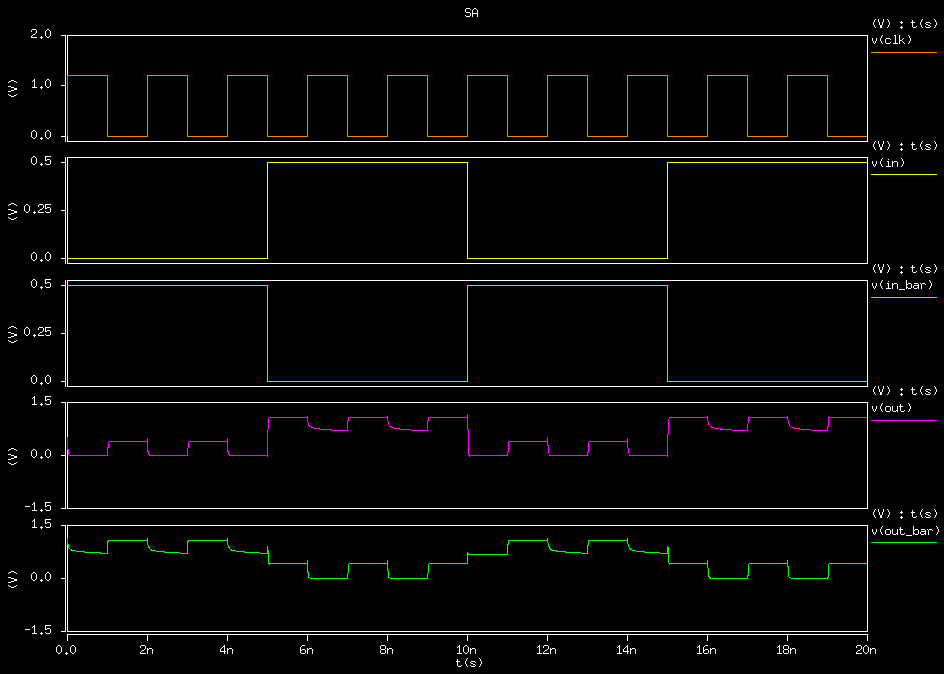 SA
(V) : t(s)
v(clk)
2.0
1.0
0.0
(V)
(V) : t(s)
v(in)
0.5
0.25
0.0
(V)
(V) : t(s)
v(in_bar)
0.5
0.25
0.0
(V)
(V) : t(s)
v(out)
1.5
0.0
-1.5
(V)
(V) : t(s)
v(out_bar)
1.5
0.0
-1.5
(V)
0.0 2n 4n 6n 8n 10n 12n 14n 16n 18n 20n
t(s)